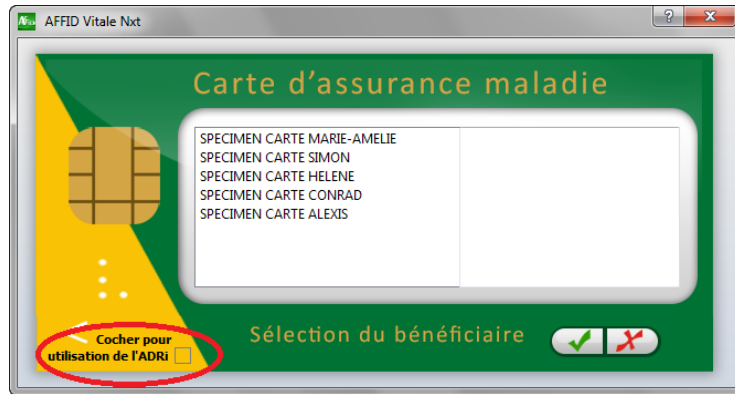 AFFID Vitale Nxt
Carte d'assurance maladie
SPECIMEN CARTE MARIE-AMELIE
SPECIMEN CARTE SIMON
SPECIMEN CARTE HELENE
SPECIMEN CARTE CONRAD
SPECIMEN CARTE ALEXIS
Cocher pour
utilisation de l'ADRi
Sélection du bénéficiaire